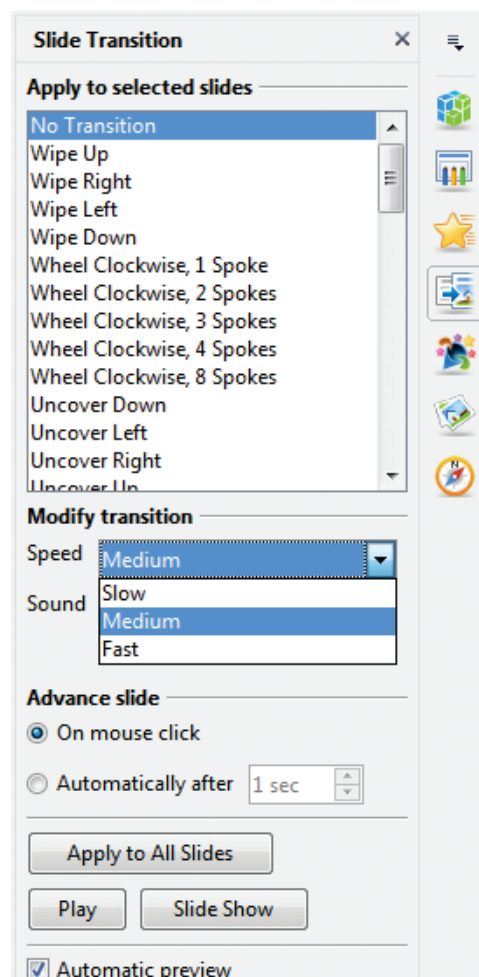 Slide Transition
Apply to selected slides
No Transition
Wipe Up
Wipe Right
Wipe Left
Wipe Down
Wheel Clockwise, 1 Spoke
Wheel Clockwise, 2 Spokes
Wheel Clockwise, 3 Spokes
Wheel Clockwise, 4 Spokes
Wheel Clockwise, 8 Spokes
Uncover Down
Uncover Left
Uncover Right
Uncover Up
Modify transition
Speed Medium
Slow
Sound
Medium
Fast
Advance slide
On mouse click
Automatically after 1 sec
Apply to All Slides
Play Slide Show
Automatic preview
N